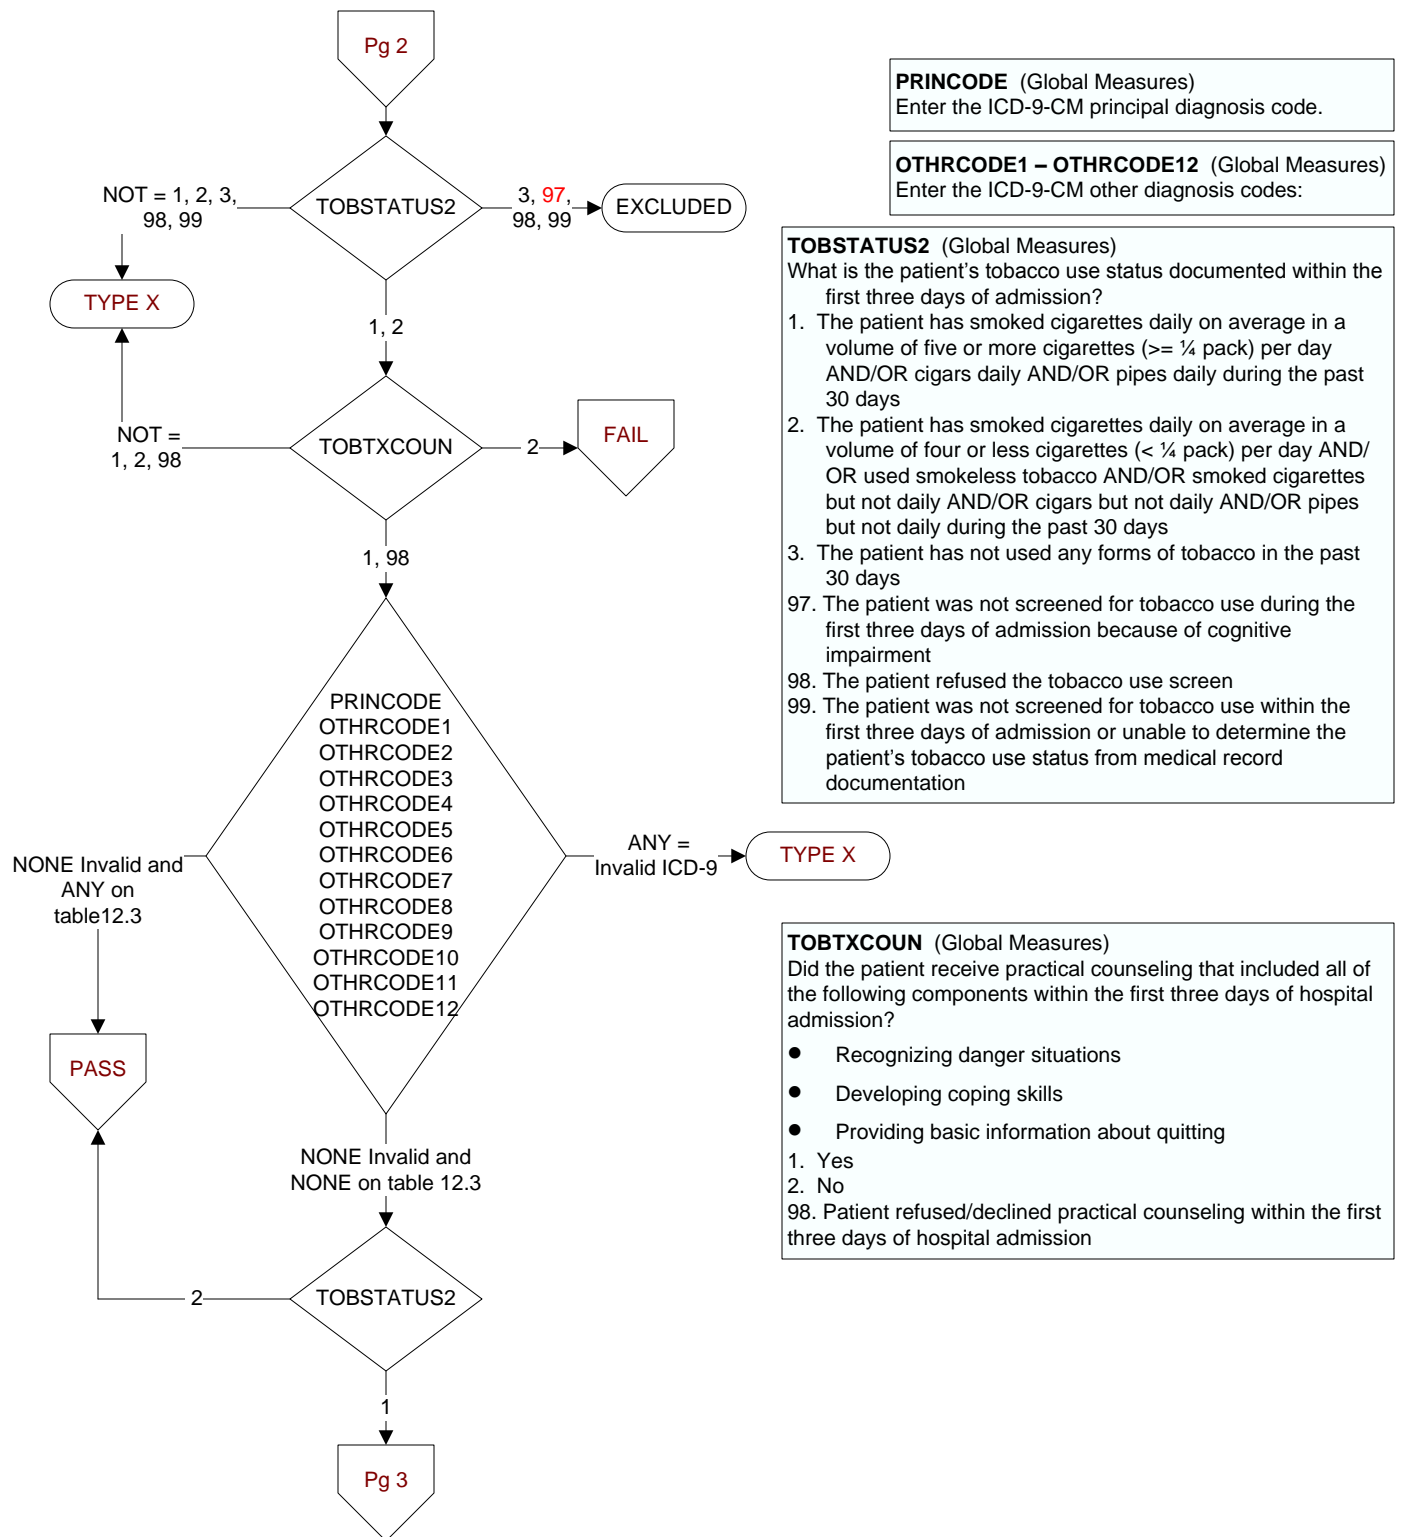 Pg 2
PRINCODE (Global Measures)
Enter the ICD-9-CM principal diagnosis code.
OTHRCODE1 – OTHRCODE12 (Global Measures)
Enter the ICD-9-CM other diagnosis codes:
NOT = 1, 2, 3,
98, 99
TOBSTATUS2
3, 97,
98, 99
EXCLUDED
TYPE X
1, 2
TOBSTATUS2 (Global Measures)
What is the patient's tobacco use status documented within the
first three days of admission?
1. The patient has smoked cigarettes daily on average in a
volume of five or more cigarettes (>= ¼ pack) per day
AND/OR cigars daily AND/OR pipes daily during the past
30 days
2. The patient has smoked cigarettes daily on average in a
volume of four or less cigarettes (< ¼ pack) per day AND/
OR used smokeless tobacco AND/OR smoked cigarettes
but not daily AND/OR cigars but not daily AND/OR pipes
but not daily during the past 30 days
3. The patient has not used any forms of tobacco in the past
30 days
97. The patient was not screened for tobacco use during the
first three days of admission because of cognitive
impairment
98. The patient refused the tobacco use screen
99. The patient was not screened for tobacco use within the
first three days of admission or unable to determine the
patient's tobacco use status from medical record
documentation
NOT =
1, 2, 98
TOBTXCOUN
2
FAIL
1, 98
PRINCODE
OTHRCODE1
OTHRCODE2
OTHRCODE3
OTHRCODE4
OTHRCODE5
OTHRCODE6
OTHRCODE7
OTHRCODE8
OTHRCODE9
OTHRCODE10
OTHRCODE11
OTHRCODE12
NONE Invalid and
ANY on
table12.3
ANY =
Invalid ICD-9
TYPE X
PASS
TOBTXCOUN (Global Measures)
Did the patient receive practical counseling that included all of
the following components within the first three days of hospital
admission?
● Recognizing danger situations
● Developing coping skills
● Providing basic information about quitting
1. Yes
2. No
98. Patient refused/declined practical counseling within the first
three days of hospital admission
NONE Invalid and
NONE on table 12.3
2
TOBSTATUS2
1
Pg 3